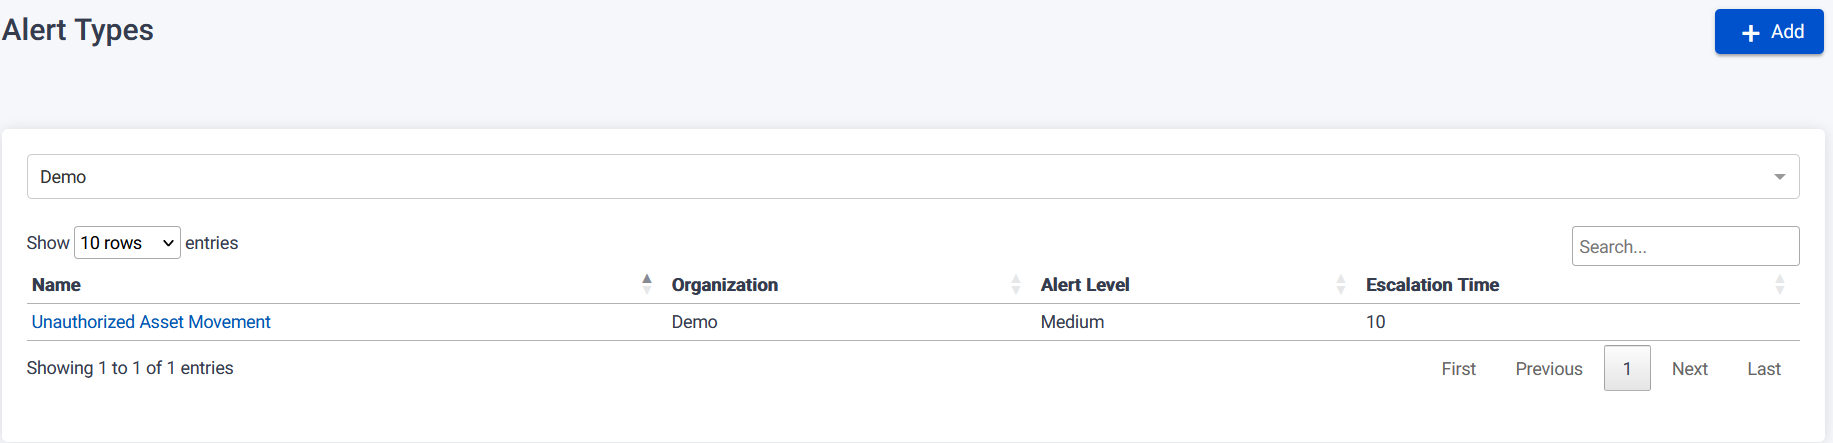 Alert Types
+ Add
Demo
Show 10 rows entries
Search...
Name Organization Alert Level Escalation Time
Unauthorized Asset Movement Demo Medium 10
Showing 1 to 1 of 1 entries First Previous 1 Next Last